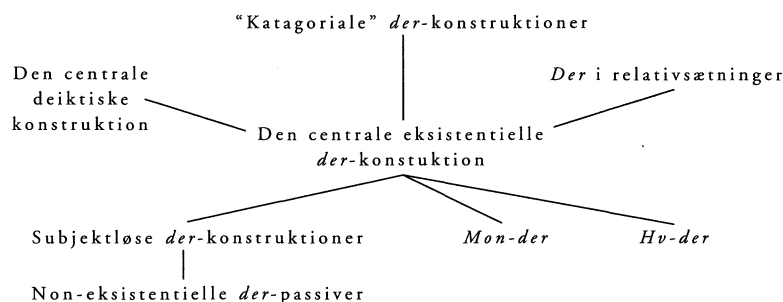 “Katagoriale” der-konstruktioner
Den centrale
deiktiske
konstruktion
Der i relativsætninger
Den centrale eksistentielle
der-konstuktion
Subjektløse der-konstruktioner
Mon-der
Hv-der
Non-eksistentielle der-passiver